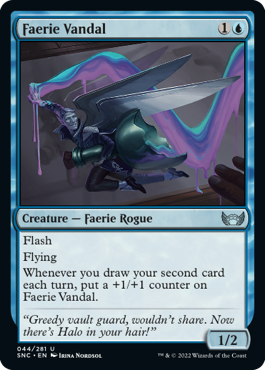 Faerie Vandal 1
Creature — Faerie Rogue
Flash
Flying
Whenever you draw your second card
each turn, put a +1/+1 counter on
Faerie Vandal.
"Greedy vault guard, wouldn't share. Now
there's Halo in your hair!"
1/2
044/281 U
SNC • EN Irina Nordsol
™ & © 2022 Wizards of the Coast